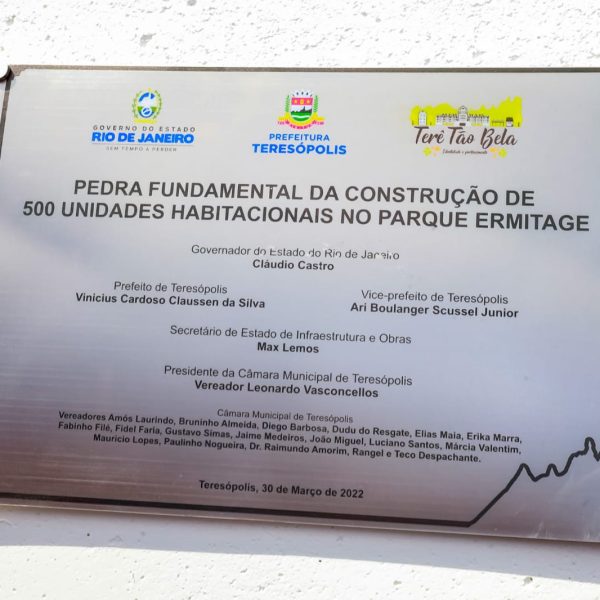 GOVERNO DO ESTADO
RIO DE JANEIRO
SEM TEMPO A PERDER
PREFEITURA
TERESÓPOLIS
Terê Tão Bela
PEDRA FUNDAMENTAL DA CONSTRUÇÃO DE
500 UNIDADES HABITACIONAIS NO PARQUE ERMITAGE
Governador do Estado do Rio de Janeiro
Cláudio Castro
Prefeito de Teresópolis
Vinicius Cardoso Claussen da Silva
Vice-prefeito de Teresópolis
Ari Boulanger Scussel Junior
Secretário de Estado de Infraestrutura e Obras
Max Lemos
Presidente da Câmara Municipal de Teresópolis
Vereador Leonardo Vasconcellos
Câmara Municipal de Teresópolis
Vereadores Amós Laurindo, Bruninho Almeida, Diego Barbosa, Dudu do Resgate, Elias Maia, Erika Marra,
Fabinho Filé, Fidel Faria, Gustavo Simas, Jaime Medeiros, João Miguel, Luciano Santos, Márcia Valentim,
Maurício Lopes, Paulinho Nogueira, Dr. Raimundo Amorim, Rangel e Teco Despachante.
Teresópolis, 30 de Março de 2022